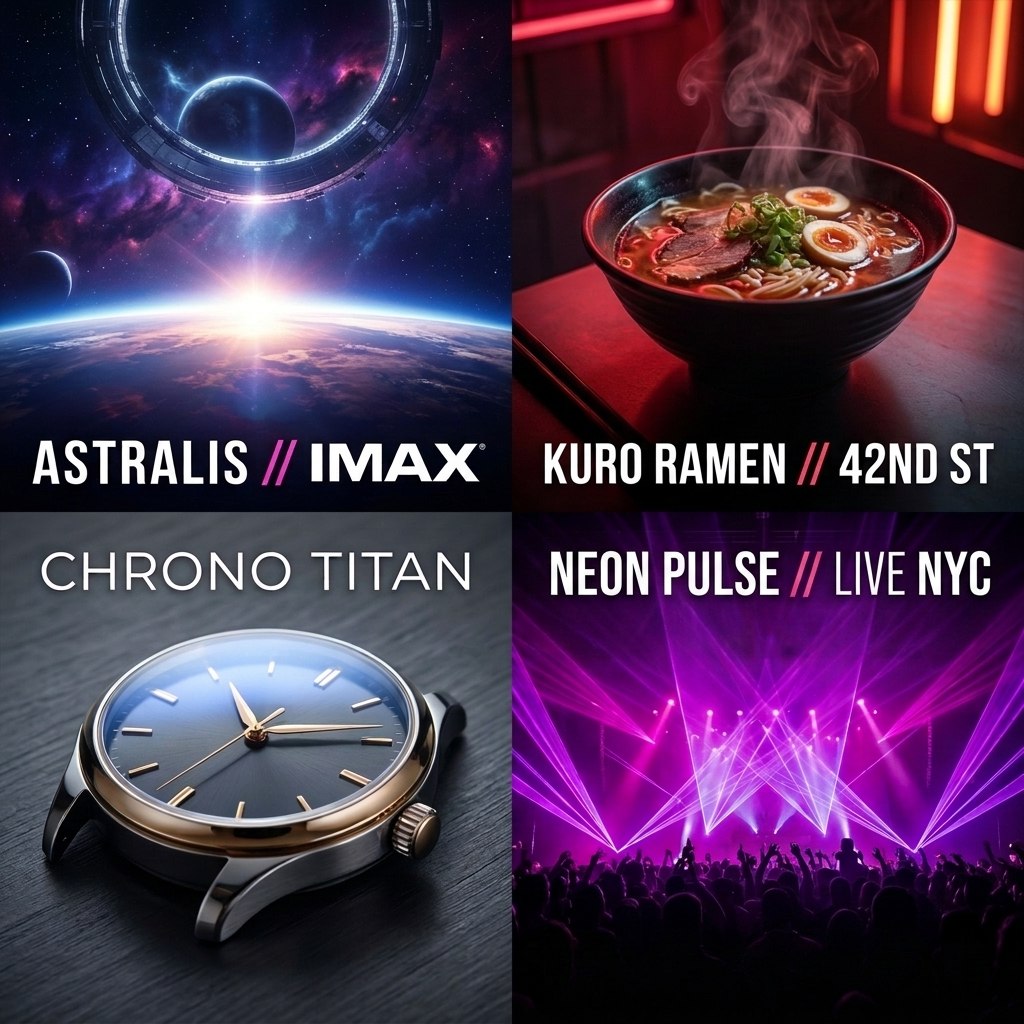 ASTRALIS // IMAX®
KURO RAMEN // 42ND ST
CHRONO TITAN
NEON PULSE // LIVE NYC